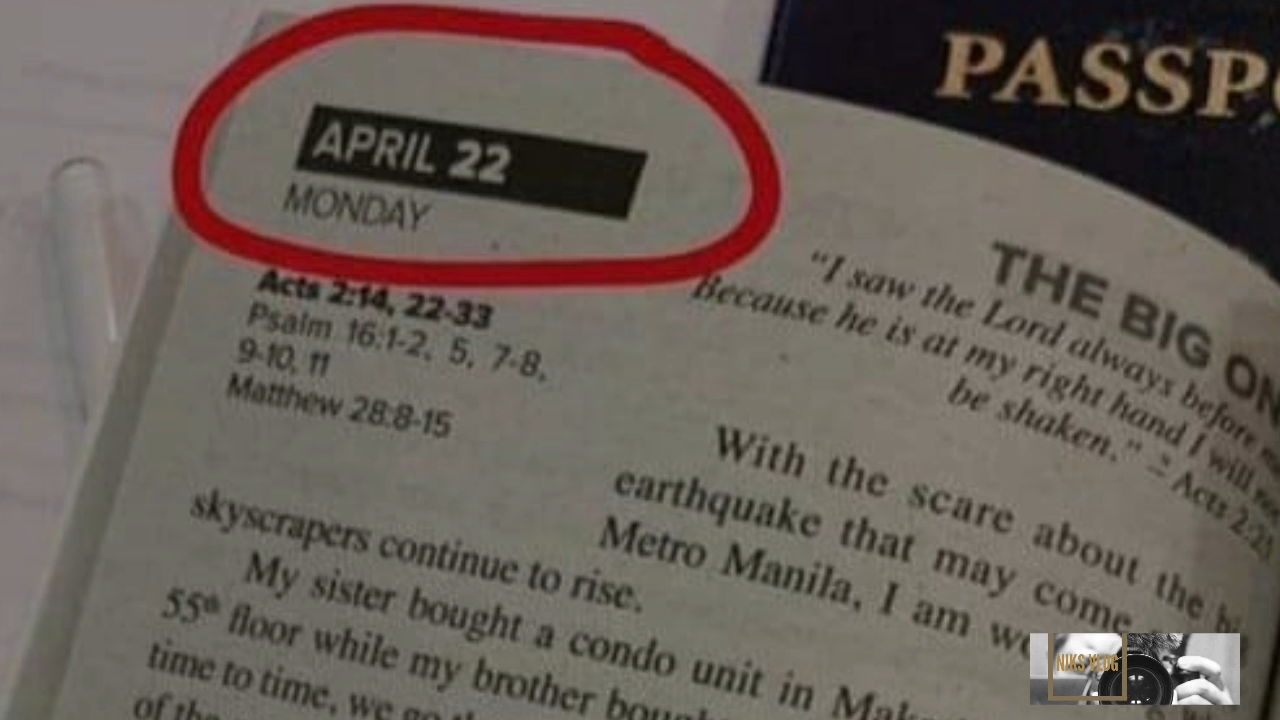 PASSP
APRIL 22
MONDAY
THE BIG
Acts 2:14, 22-33
Psalm 16:1-2, 5, 7-8,
9-10, 11
Matthew 28:8-15
"I saw the Lord always before
Because he is at my right hand I will
be shaken." – Acts 2:25
With the scare about the
earthquake that may come
Metro Manila, I am
skyscrapers continue to rise.
My sister bought a condo unit in
55th floor while my brother
time to time, we go
of the
NIKS VLOG